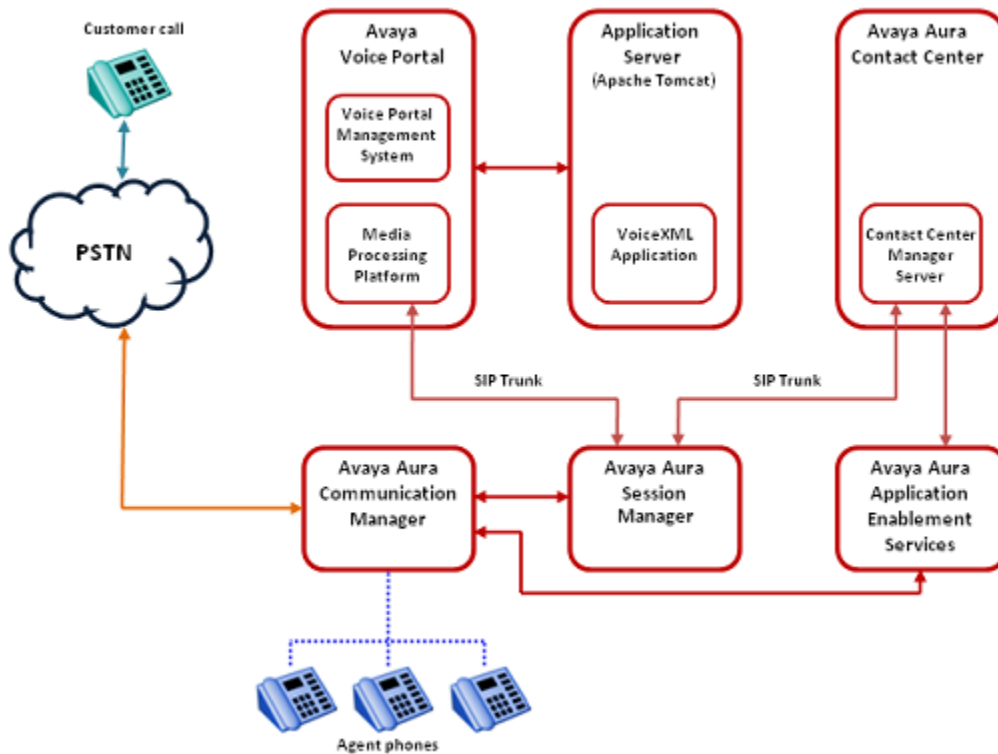 Customer call
PSTN
Avaya
Voice Portal
Voice Portal
Management
System
Media
Processing
Platform
Application
Server
(Apache Tomcat)
VoiceXML
Application
Avaya Aura
Contact Center
Contact Center
Manager
Server
SIP Trunk
SIP Trunk
Avaya Aura
Communication
Manager
Avaya Aura
Session
Manager
Avaya Aura
Application
Enablement
Services
Agent phones